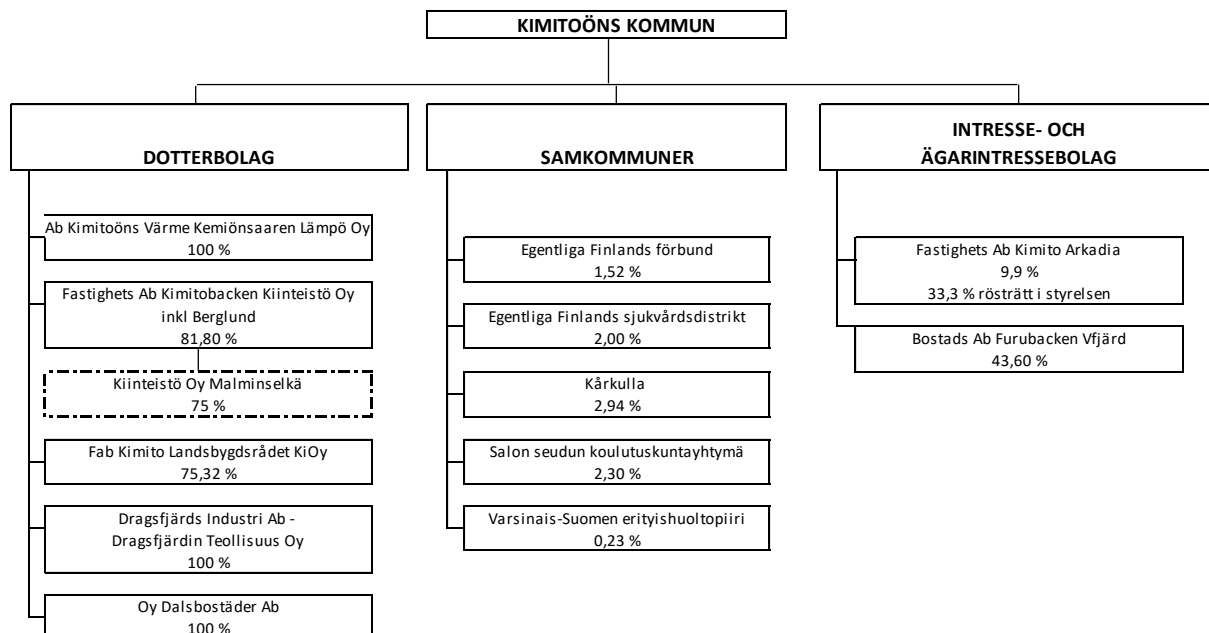 KIMITOÖNS KOMMUN
DOTTERBOLAG
Ab Kimitoöns Värme Kemiönsaaren Lämpö Oy
100 %
Fastighets Ab Kimitobacken Kiinteistö Oy
inkl Berglund
81,80 %
Kiinteistö Oy Malminselkä
75 %
Fab Kimito Landsbygdsrådet KiOy
75,32 %
Dragsfjärds Industri Ab -
Dragsfjärdin Teollisuus Oy
100 %
Oy Dalsbostäder Ab
100 %
SAMKOMMUNER
Egentliga Finlands förbund
1,52 %
Egentliga Finlands sjukvårdsdistrikt
2,00 %
Kårkulla
2,94 %
Salon seudun koulutuskuntayhtymä
2,30 %
Varsinais-Suomen erityishuoltopiiri
0,23 %
INTRESSE- OCH
ÄGARINTRESSEBOLAG
Fastighets Ab Kimito Arkadia
9,9 %
33,3 % rösträtt i styrelsen
Bostads Ab Furubacken Vfjärd
43,60 %